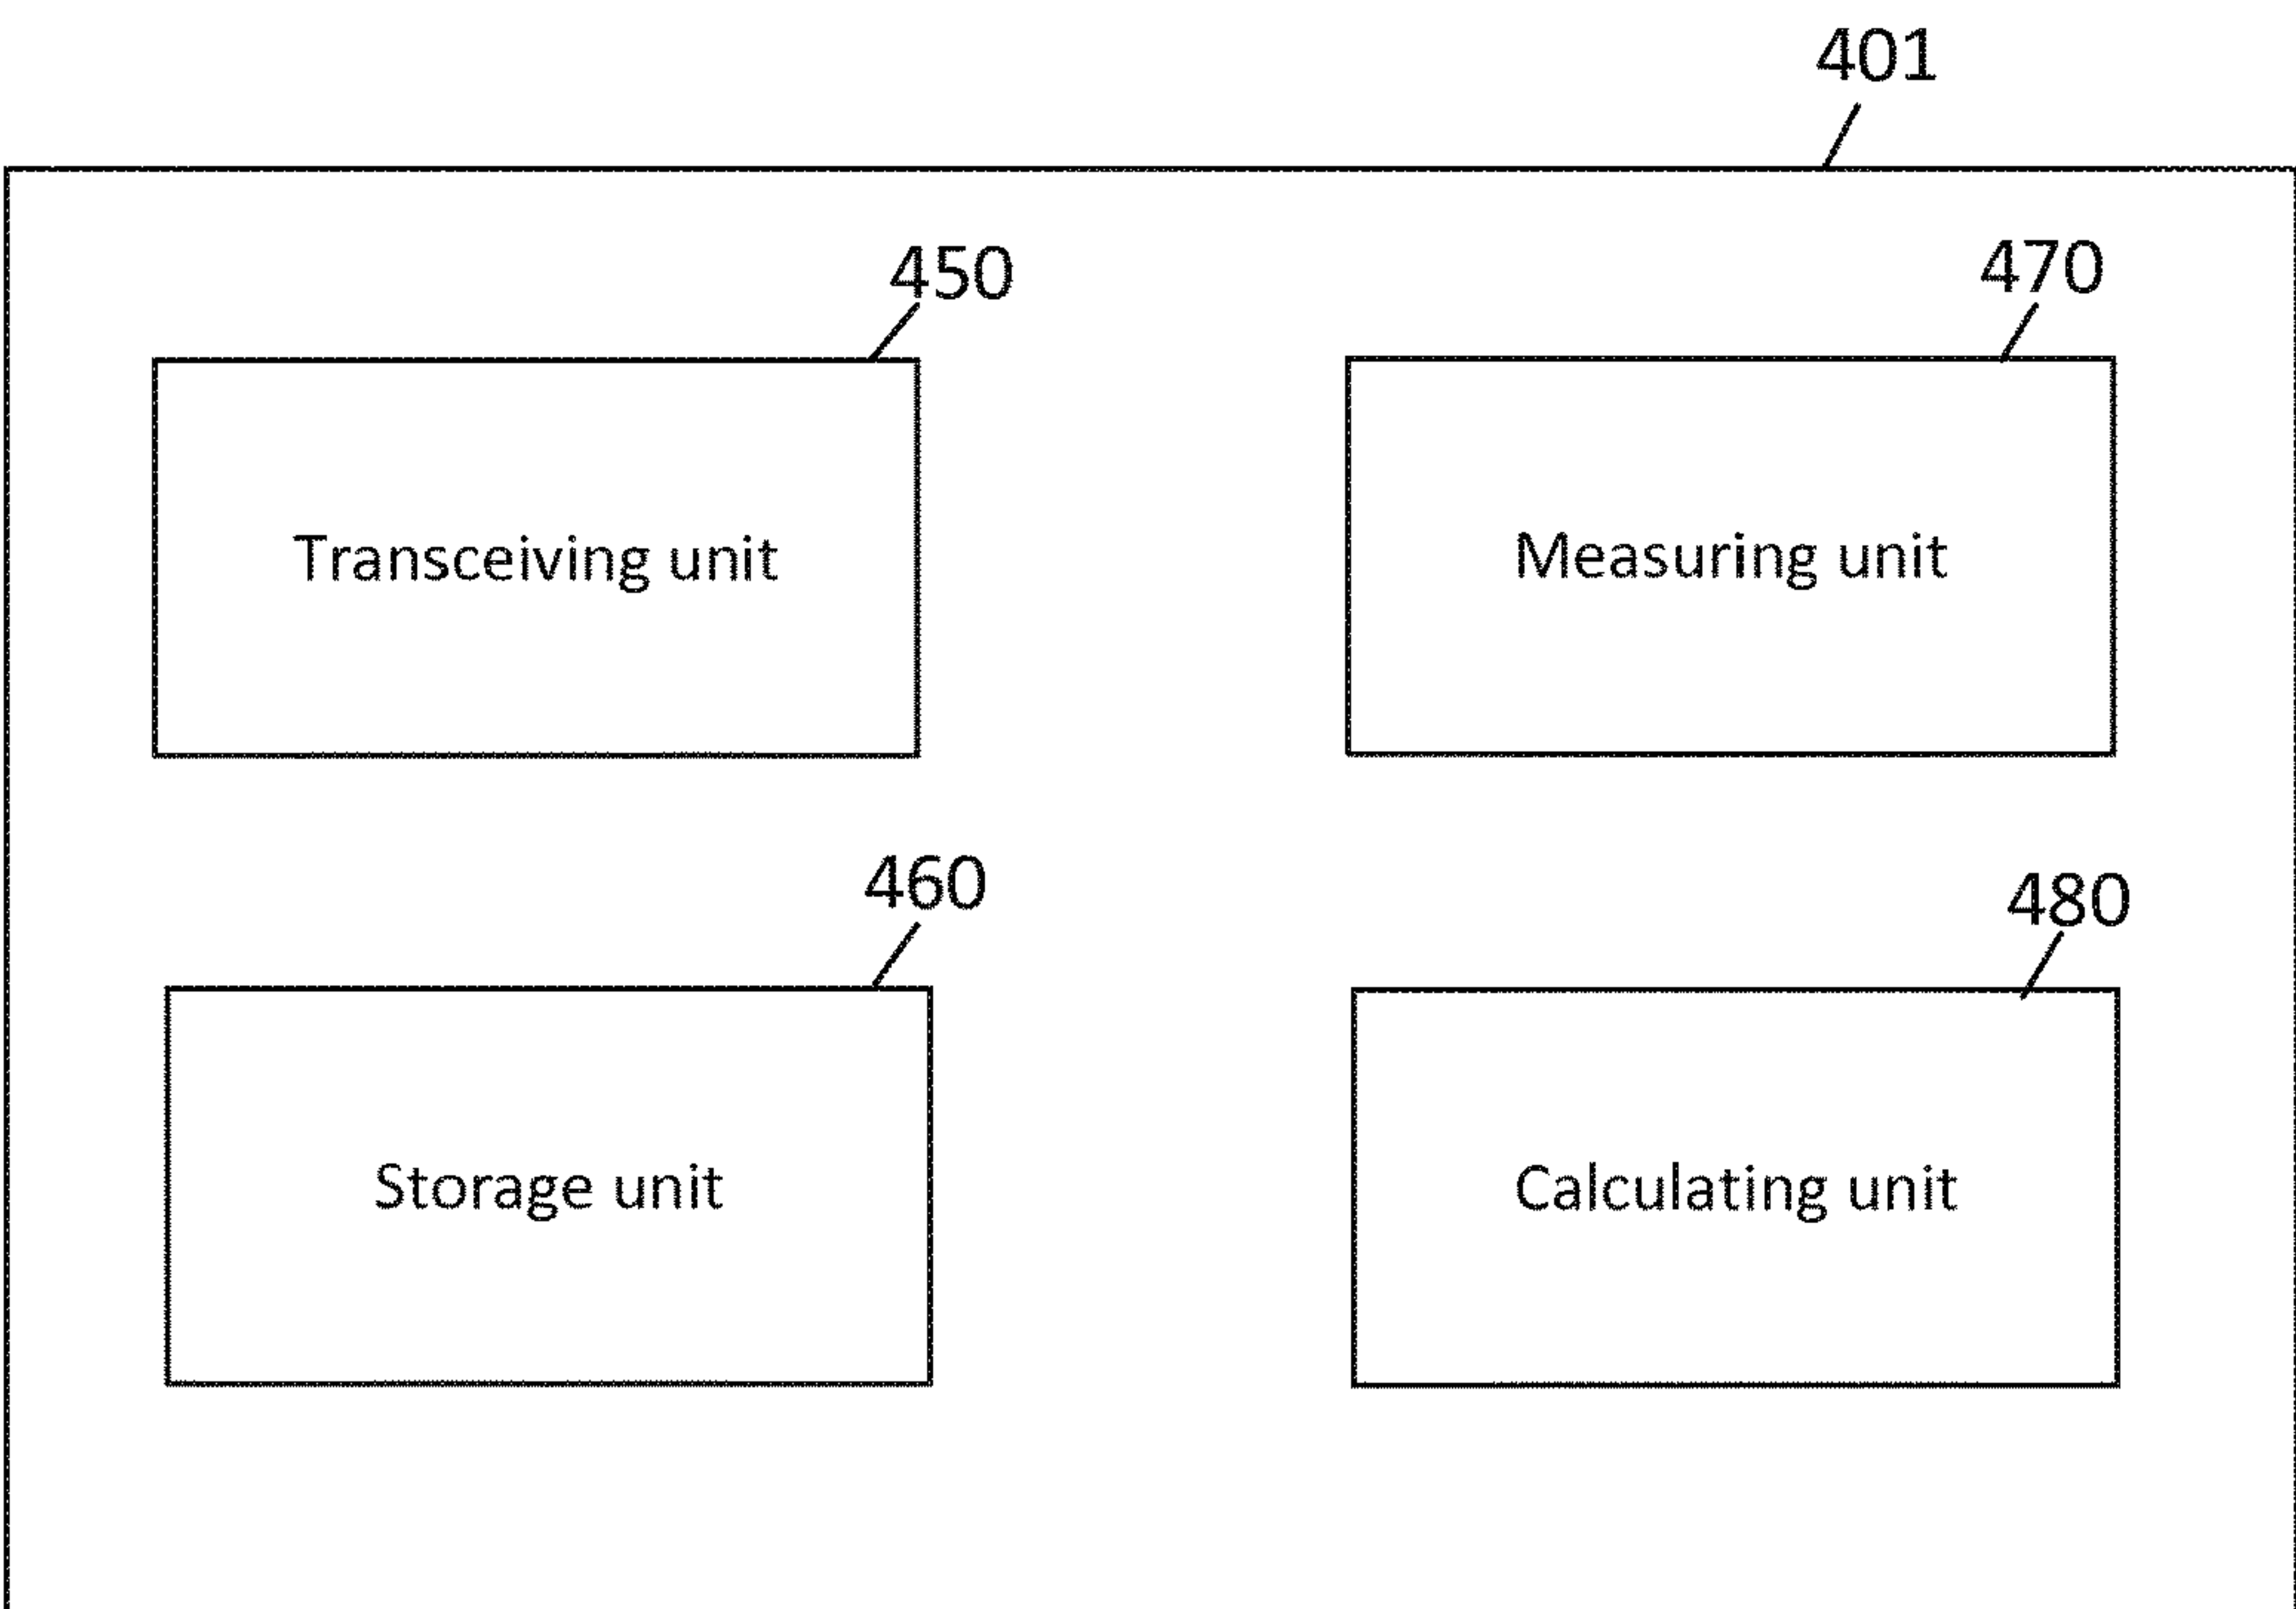 401
450
470
Transceiving unit
Measuring unit
460
480
Storage unit
Calculating unit